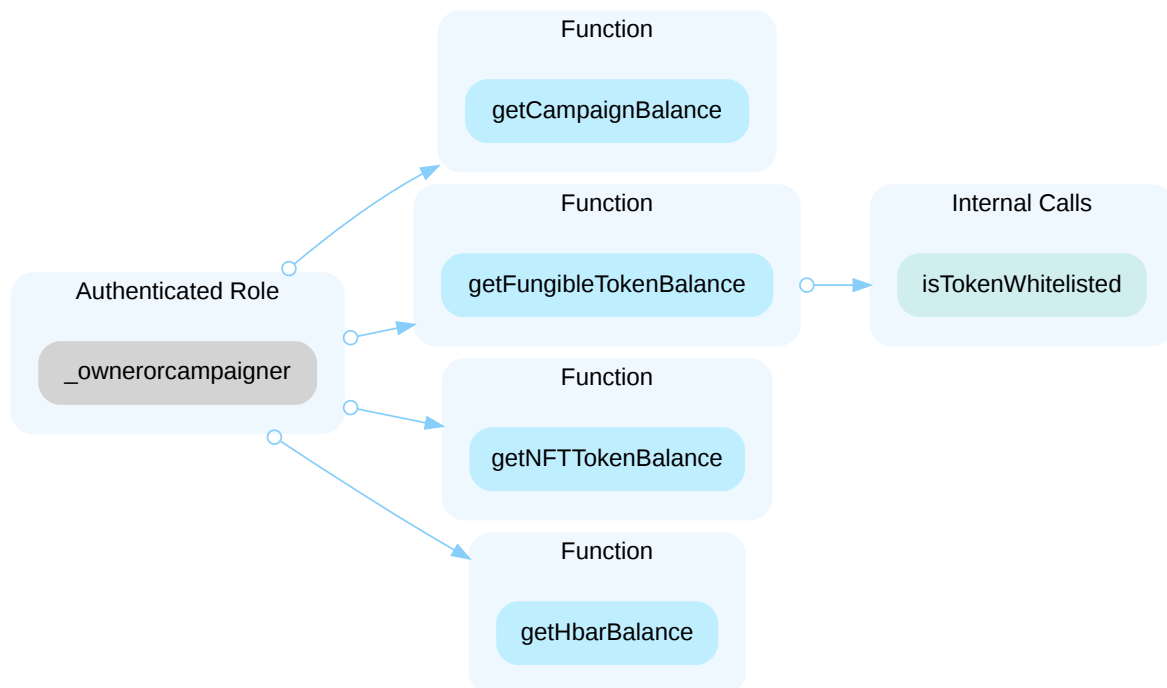 Authenticated Role
_ownerorcampaigner
Function
getCampaignBalance
Function
getFungibleTokenBalance
Internal Calls
isTokenWhitelisted
Function
getNFTTokenBalance
Function
getHbarBalance